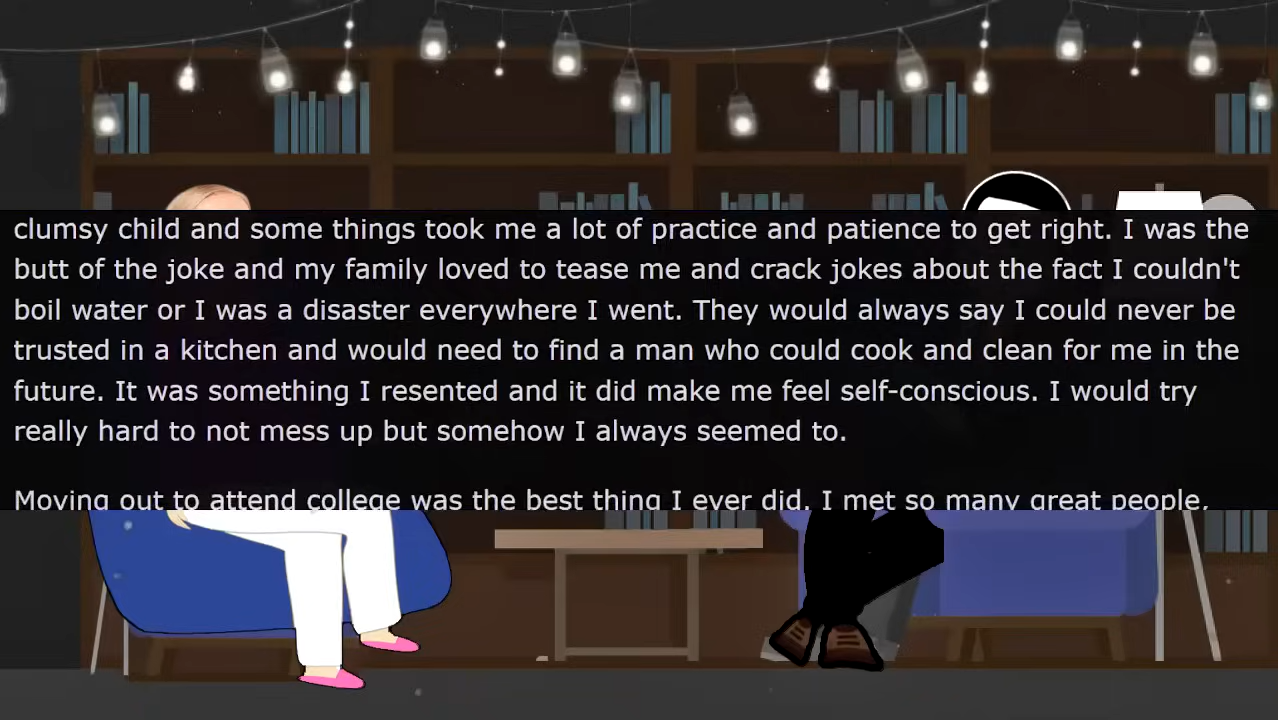 clumsy child and some things took me a lot of practice and patience to get right. I was the
butt of the joke and my family loved to tease me and crack jokes about the fact I couldn't
boil water or I was a disaster everywhere I went. They would always say I could never be
trusted in a kitchen and would need to find a man who could cook and clean for me in the
future. It was something I resented and it did make me feel self-conscious. I would try
really hard to not mess up but somehow I always seemed to.
Moving out to attend college was the best thing I ever did. I met so many great people,